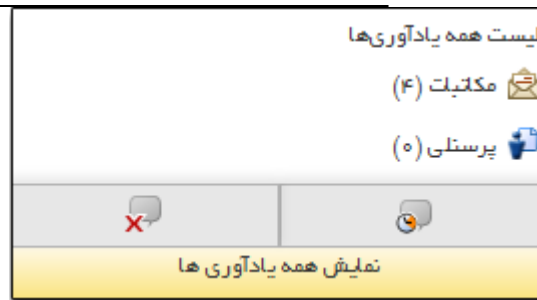 لیست همه یادآوری‌ها
مکاتبات (۴)
پرسنلی (۰)
نمایش همه یادآوری ها